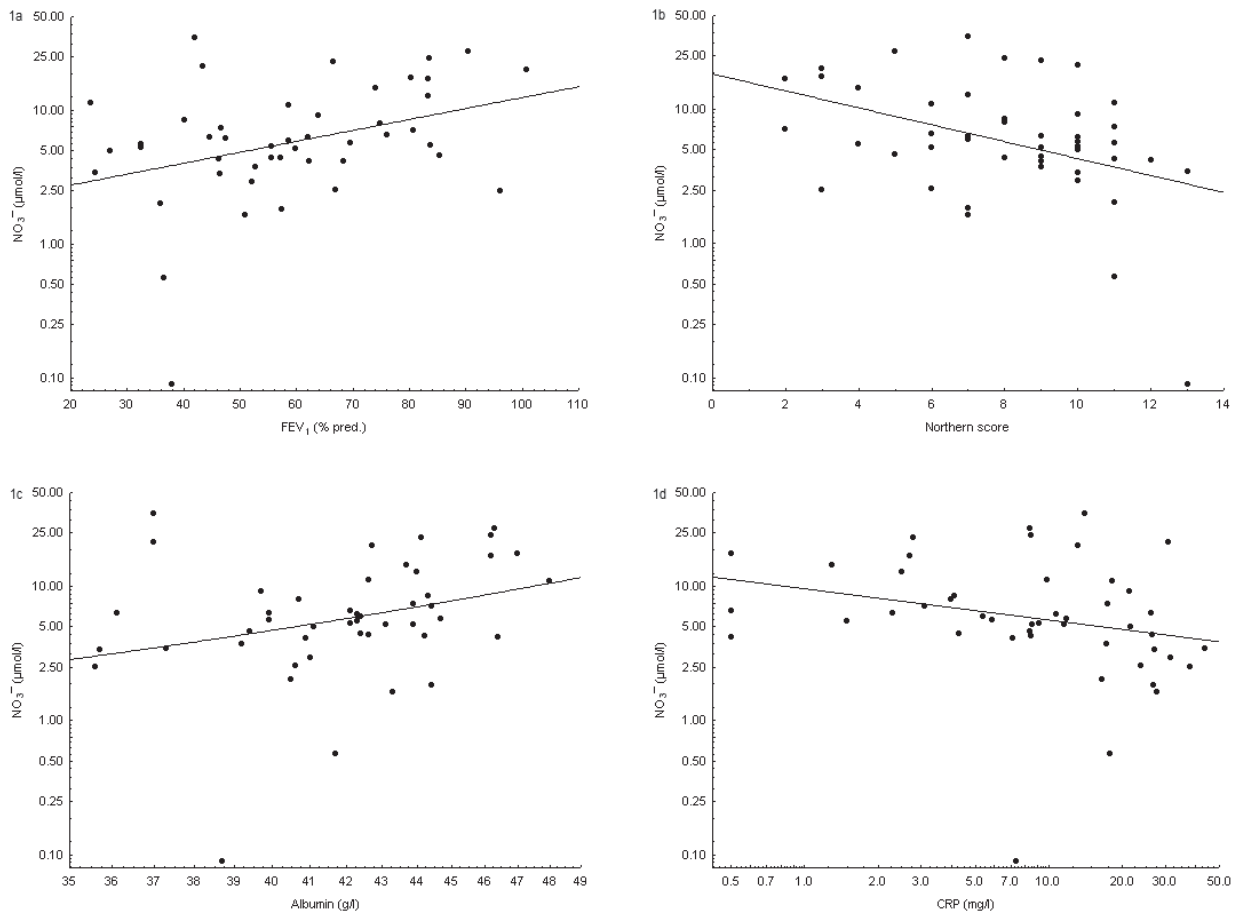 1a
50.00
25.00
10.00
5.00
2.50
1.00
0.50
0.25
0.10
NO3− (µmol/l)
20 30 40 50 60 70 80 90 100 110
FEV1 (% pred.)
1b
50.00
25.00
10.00
5.00
2.50
1.00
0.50
0.25
0.10
NO3− (µmol/l)
0 2 4 6 8 10 12 14
Northern score
1c
50.00
25.00
10.00
5.00
2.50
1.00
0.50
0.25
0.10
NO3− (µmol/l)
35 36 37 38 39 40 41 42 43 44 45 46 47 48 49
Albumin (g/l)
1d
50.00
25.00
10.00
5.00
2.50
1.00
0.50
0.25
0.10
NO3− (µmol/l)
0.5 0.7 1.0 2.0 3.0 5.0 7.0 10.0 20.0 30.0 50.0
CRP (mg/l)